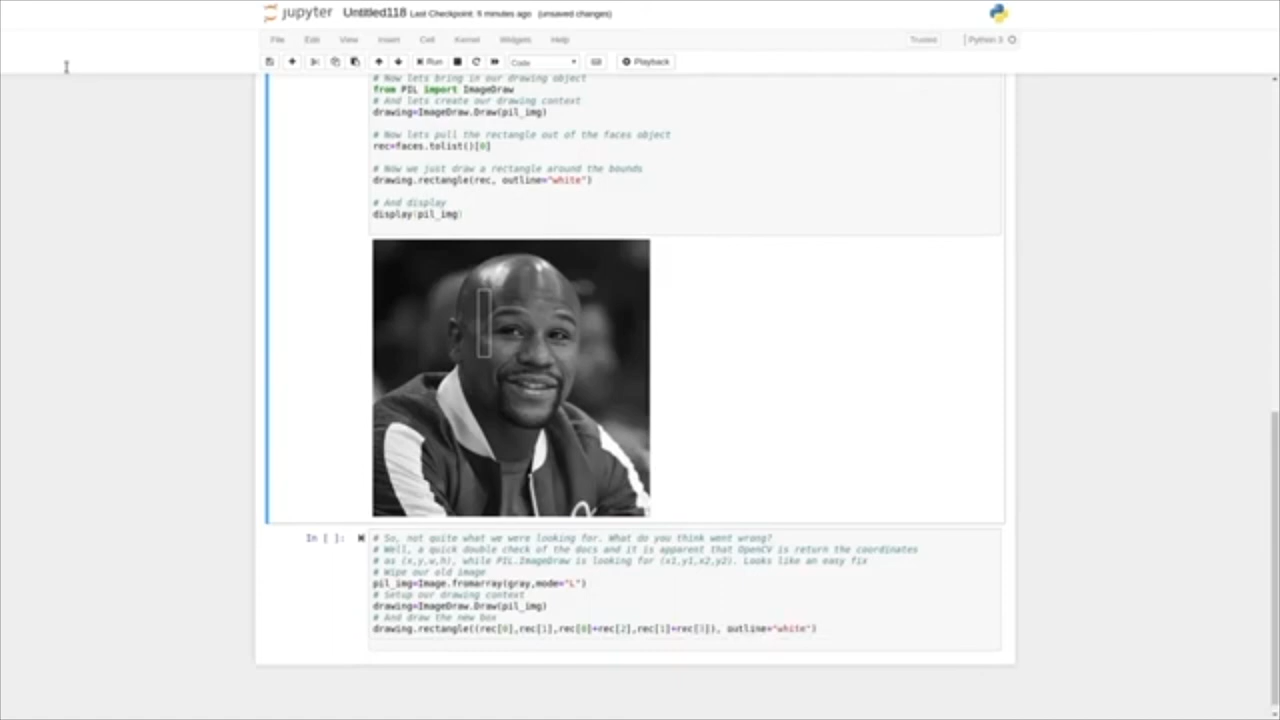 jupyter Untitled118 Last Checkpoint: 5 minutes ago (unsaved changes)
File Edit View Insert Cell Kernel Widgets Help Trusted Python 3
Run Code Playback
# Now lets bring in our drawing object
from PIL import ImageDraw
# And lets create our drawing context
drawing=ImageDraw.Draw(pil_img)
# Now lets pull the rectangle out of the faces object
rec=faces.tolist()[0]
# Now we just draw a rectangle around the bounds
drawing.rectangle(rec, outline="white")
# And display
display(pil_img)
In [ ]:
# So, not quite what we were looking for. What do you think went wrong?
# Well, a quick double check of the docs and it is apparent that OpenCV is return the coordinates
# as (x,y,w,h), while PIL.ImageDraw is looking for (x1,y1,x2,y2). Looks like an easy fix
# Wipe our old image
pil_img=Image.fromarray(gray,mode="L")
# Setup our drawing context
drawing=ImageDraw.Draw(pil_img)
# And draw the new box
drawing.rectangle((rec[0],rec[1],rec[0]+rec[2],rec[1]+rec[3]), outline="white")